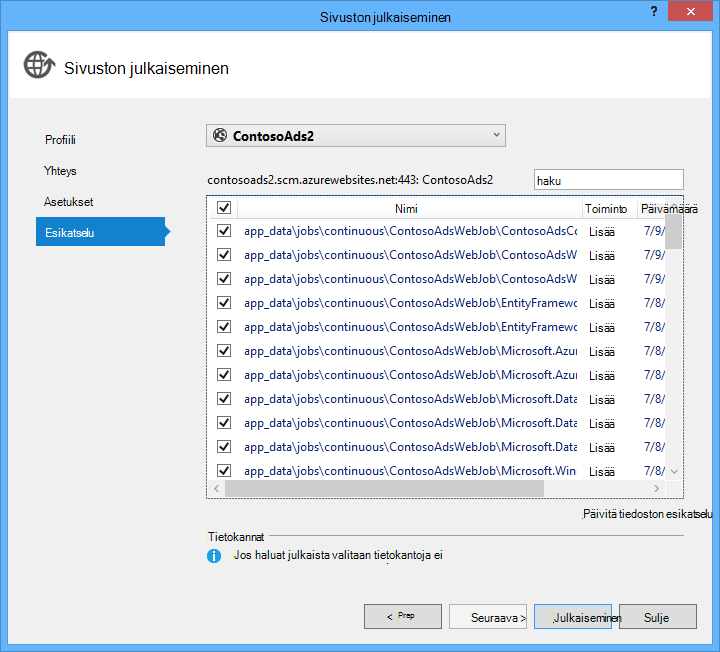 Sivuston julkaiseminen
? ×
Sivuston julkaiseminen
Profiili
Yhteys
Asetukset
Esikatselu
ContosoAds2
contosoads2.scm.azurewebsites.net:443: ContosoAds2 haku
Nimi Toiminto Päivämäärä
app_data\jobs\continuous\ContosoAdsWebJob\ContosoAdsCo Lisää 7/9/
app_data\jobs\continuous\ContosoAdsWebJob\ContosoAdsW Lisää 7/9/
app_data\jobs\continuous\ContosoAdsWebJob\ContosoAdsW Lisää 7/9/
app_data\jobs\continuous\ContosoAdsWebJob\EntityFramewo Lisää 7/8/
app_data\jobs\continuous\ContosoAdsWebJob\EntityFramewo Lisää 7/8/
app_data\jobs\continuous\ContosoAdsWebJob\Microsoft.Azur Lisää 7/8/
app_data\jobs\continuous\ContosoAdsWebJob\Microsoft.Azur Lisää 7/8/
app_data\jobs\continuous\ContosoAdsWebJob\Microsoft.Data Lisää 7/8/
app_data\jobs\continuous\ContosoAdsWebJob\Microsoft.Data Lisää 7/8/
app_data\jobs\continuous\ContosoAdsWebJob\Microsoft.Data Lisää 7/8/
app_data\jobs\continuous\ContosoAdsWebJob\Microsoft.Win Lisää 7/8/
Päivitä tiedoston esikatselu
Tietokannat
Jos haluat julkaista valitaan tietokantoja ei
< Prep Seuraava > Julkaiseminen Sulje